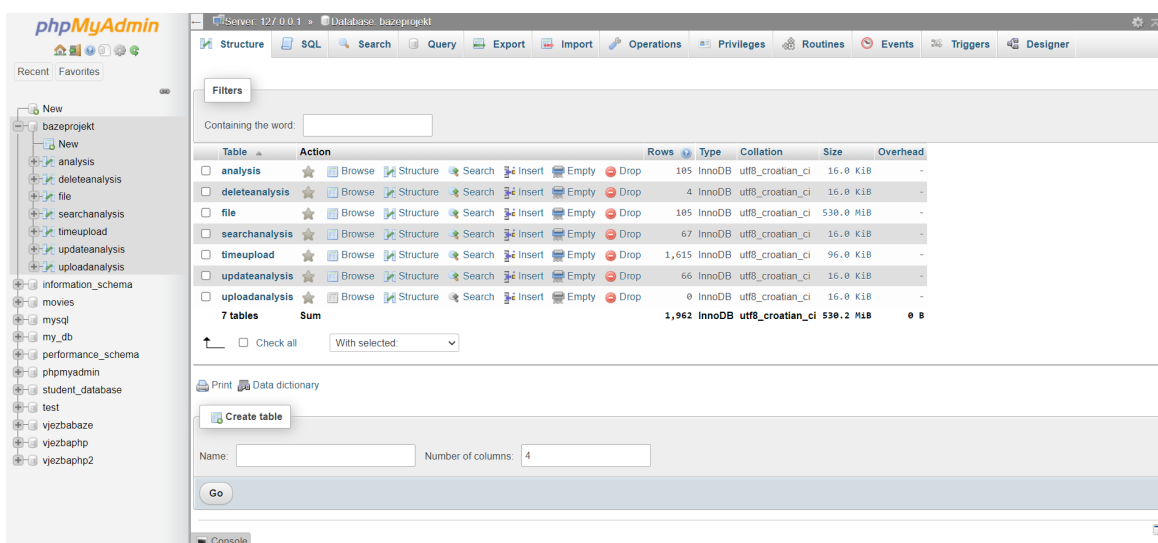 phpMyAdmin
Recent Favorites
New
bazeprojekt
New
analysis
deleteanalysis
file
searchanalysis
timeupload
updateanalysis
uploadanalysis
information_schema
movies
mysql
my_db
performance_schema
phpmyadmin
student_database
test
vjezbabaze
vjezbaphp
vjezbaphp2
Server: 127.0.0.1 » Database: bazeprojekt
Structure SQL Search Query Export Import Operations Privileges Routines Events Triggers Designer
Filters
Containing the word:
Table Action Rows Type Collation Size Overhead
analysis Browse Structure Search Insert Empty Drop 105 InnoDB utf8_croatian_ci 16.0 KiB -
deleteanalysis Browse Structure Search Insert Empty Drop 4 InnoDB utf8_croatian_ci 16.0 KiB -
file Browse Structure Search Insert Empty Drop 105 InnoDB utf8_croatian_ci 530.0 MiB -
searchanalysis Browse Structure Search Insert Empty Drop 67 InnoDB utf8_croatian_ci 16.0 KiB -
timeupload Browse Structure Search Insert Empty Drop 1,615 InnoDB utf8_croatian_ci 96.0 KiB -
updateanalysis Browse Structure Search Insert Empty Drop 66 InnoDB utf8_croatian_ci 16.0 KiB -
uploadanalysis Browse Structure Search Insert Empty Drop 0 InnoDB utf8_croatian_ci 16.0 KiB -
7 tables Sum 1,962 InnoDB utf8_croatian_ci 530.2 MiB 0 B
Check all With selected:
Print Data dictionary
Create table
Name: Number of columns: 4
Go
Console